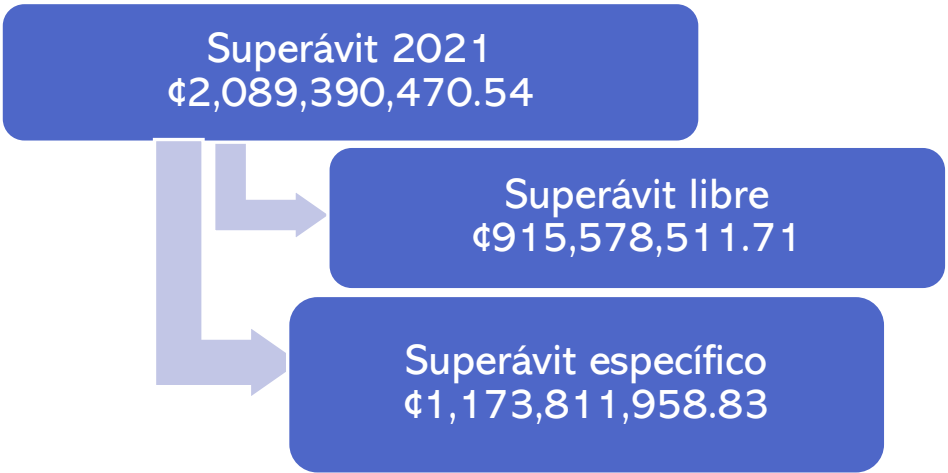 Superávit 2021
¢2,089,390,470.54
Superávit libre
¢915,578,511.71
Superávit específico
¢1,173,811,958.83